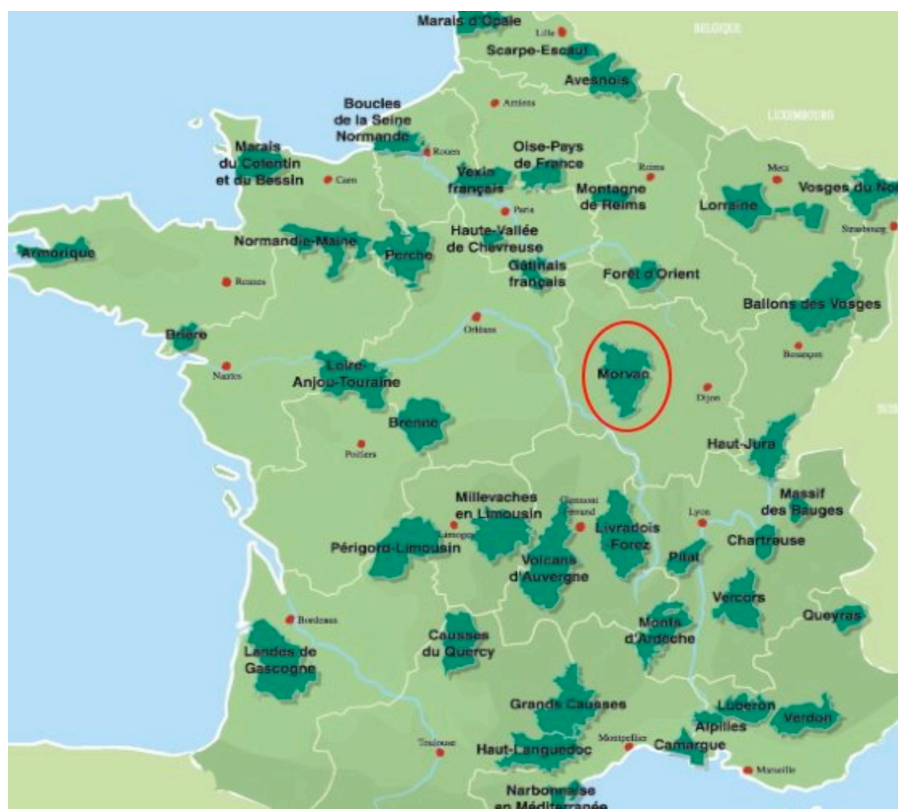 Marais d'Opale
Lille
BELGIQUE
Scarpe-Escaut
Avesnois
Boucles
de la Seine
Normande
Amiens
LUXEMBOURG
Marais
du Cotentin
et du Bessin
Rouen
Oise-Pays
de France
Reims
Metz
Caen
Vexin
français
Montagne
de Reims
Lorraine
Vosges du No
Paris
Strasbourg
Armorique
Normandie-Maine
Perche
Haute-Vallée
de Chevreuse
Gâtinais
français
Forêt d'Orient
Rennes
Ballons des Vosges
Orléans
Brière
Besançon
Nantes
Loire-
Anjou-Touraine
Morvan
Dijon
Brenne
Poitiers
Haut-Jura
Millevaches
en Limousin
Clermont
Ferrand
Massif
des Bauges
Limoges
Livradois
Forez
Lyon
Chartreuse
Périgord-Limousin
Volcans
d'Auvergne
Pilat
Vercors
Queyras
Bordeaux
Causses
du Quercy
Monts
d'Ardèche
Landes de
Gascogne
Grands Causses
Luberon
Alpilles
Verdon
Toulouse
Haut-Languedoc
Montpellier
Camargue
Marseille
Narbonnaise
en Méditerranée